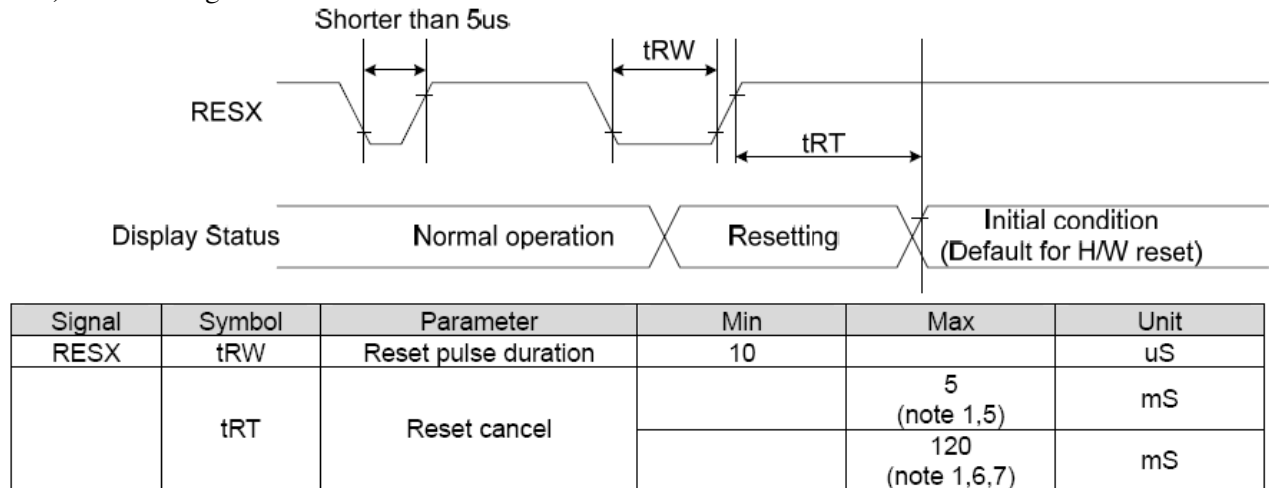 Shorter than 5us
tRW
RESX
tRT
Display Status
Normal operation
Resetting
Initial condition
(Default for H/W reset)
Signal Symbol Parameter Min Max Unit
RESX tRW Reset pulse duration 10 uS
tRT Reset cancel
5
(note 1,5)
mS
120
(note 1,6,7)
mS